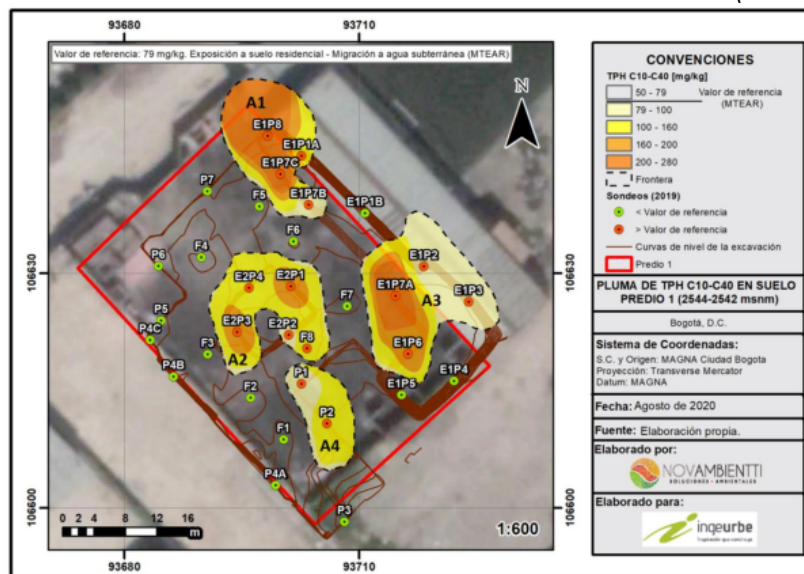 93680
93710
Valor de referencia: 79 mg/kg. Exposición a suelo residencial - Migración a agua subterránea (MTEAR)
N
A1
E1P8
E1P1A
E1P7C
P7
F5
E1P7B
E1P1B
F6
P6
F4
E1P2
106630
106630
E2P4
E2P1
E1P7A
A3
E1P3
P5
F7
P4C
E2P3
E2P2
F3
A2
F8
E1P6
P4B
P1
E1P5
E1P4
F2
P2
F1
A4
P4A
P3
106600
106600
0 2 4 8 12 16
m
1:600
CONVENCIONES
TPH C10-C40 [mg/kg]
50 - 79
Valor de referencia
(MTEAR)
79 - 100
100 - 160
160 - 200
200 - 280
Frontera
Sondeos (2019)
< Valor de referencia
> Valor de referencia
Curvas de nivel de la excavación
Predio 1
PLUMA DE TPH C10-C40 EN SUELO
PREDIO 1 (2544-2542 msnm)
Bogotá, D.C.
Sistema de Coordenadas:
S.C. y Origen: MAGNA Ciudad Bogota
Proyección: Transverse Mercator
Datum: MAGNA
Fecha: Agosto de 2020
Fuente: Elaboración propia.
Elaborado por:
NOVAMBIENTTI
SOLUCIONES AMBIENTALES
Elaborado para:
ingeurbe